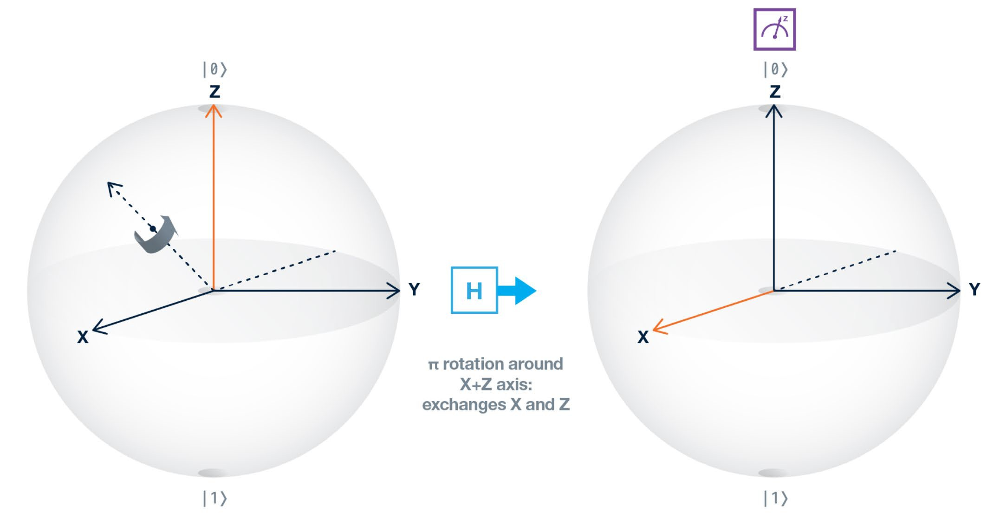 |0⟩
Z
Y
X
|1⟩
H
π rotation around
X+Z axis:
exchanges X and Z
z
|0⟩
Z
Y
X
|1⟩